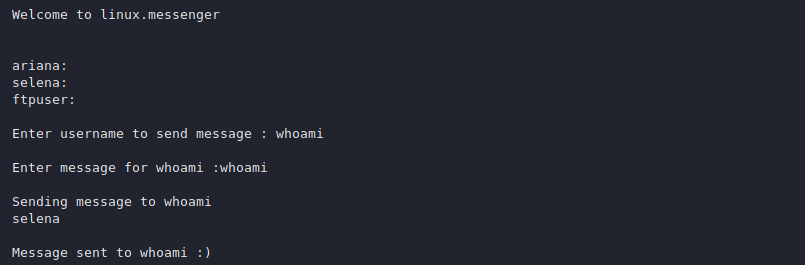 Welcome to linux.messenger
ariana:
selena:
ftpuser:
Enter username to send message : whoami
Enter message for whoami :whoami
Sending message to whoami
selena
Message sent to whoami :)